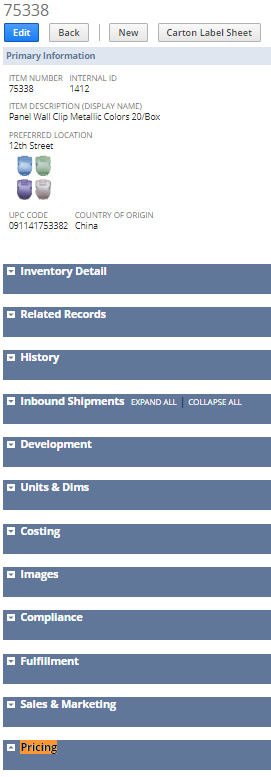 75338
Edit Back New Carton Label Sheet
Primary Information
ITEM NUMBER INTERNAL ID
75338 1412
ITEM DESCRIPTION (DISPLAY NAME)
Panel Wall Clip Metallic Colors 20/Box
PREFERRED LOCATION
12th Street
UPC CODE COUNTRY OF ORIGIN
091141753382 China
Inventory Detail
Related Records
History
Inbound Shipments EXPAND ALL | COLLAPSE ALL
Development
Units & Dims
Costing
Images
Compliance
Fulfillment
Sales & Marketing
Pricing